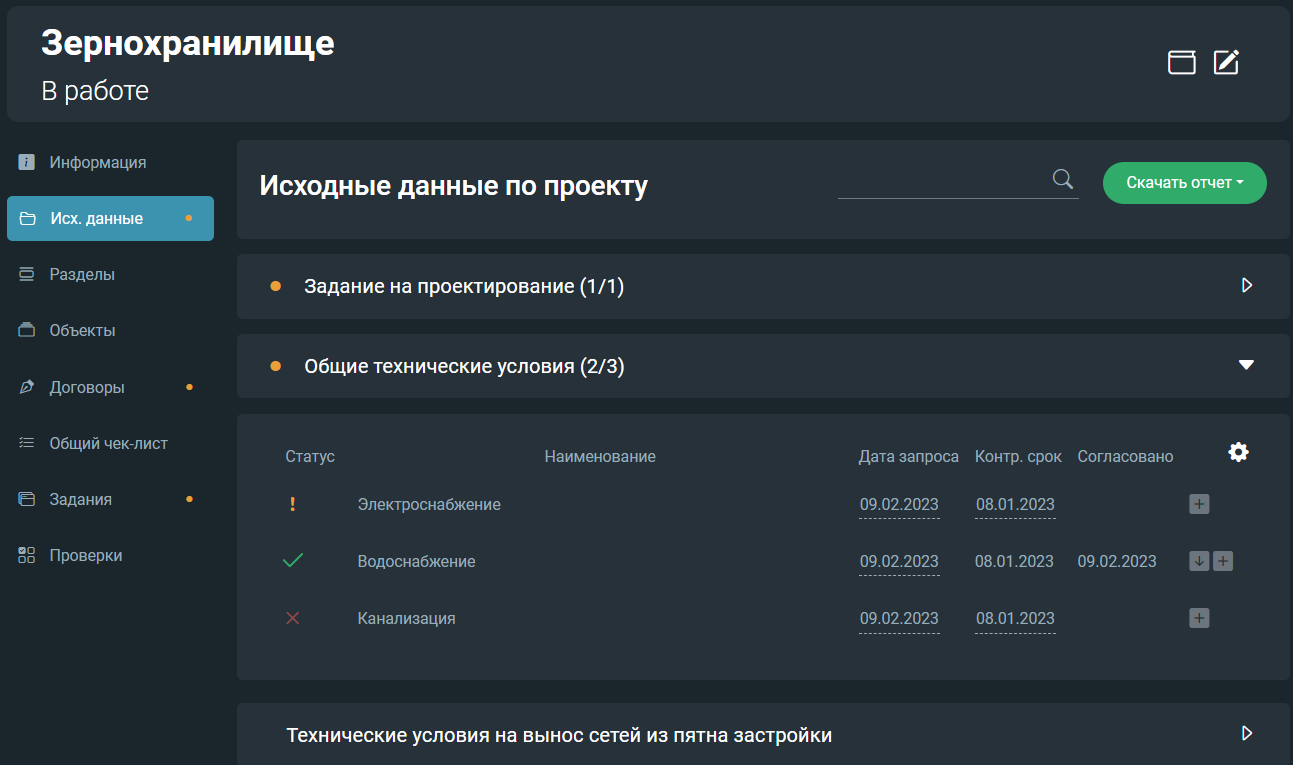 Зернохранилище
В работе
Информация
Исх. данные
Разделы
Объекты
Договоры
Общий чек-лист
Задания
Проверки
Исходные данные по проекту
Скачать отчет
Задание на проектирование (1/1)
Общие технические условия (2/3)
Статус Наименование Дата запроса Контр. срок Согласовано
Электроснабжение 09.02.2023 08.01.2023
Водоснабжение 09.02.2023 08.01.2023 09.02.2023
Канализация 09.02.2023 08.01.2023
Технические условия на вынос сетей из пятна застройки